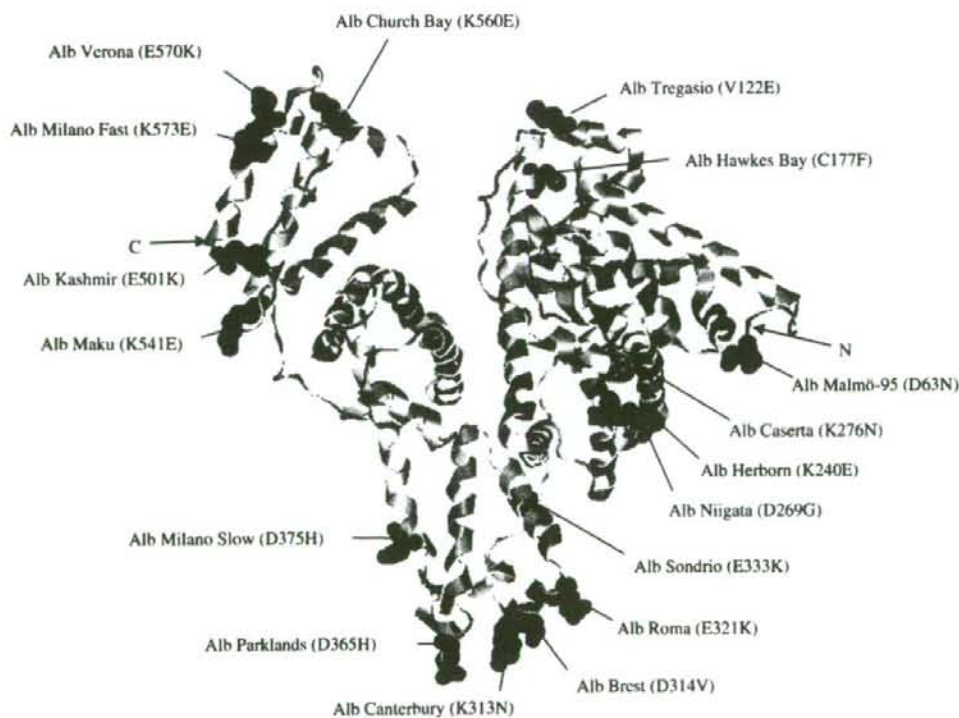 Alb Church Bay (K560E)
Alb Verona (E570K)
Alb Tregasio (V122E)
Alb Milano Fast (K573E)
Alb Hawkes Bay (C177F)
C
Alb Kashmir (E501K)
Alb Maku (K541E)
N
Alb Malmö-95 (D63N)
Alb Caserta (K276N)
Alb Herborn (K240E)
Alb Niigata (D269G)
Alb Milano Slow (D375H)
Alb Sondrio (E333K)
Alb Roma (E321K)
Alb Parklands (D365H)
Alb Brest (D314V)
Alb Canterbury (K313N)